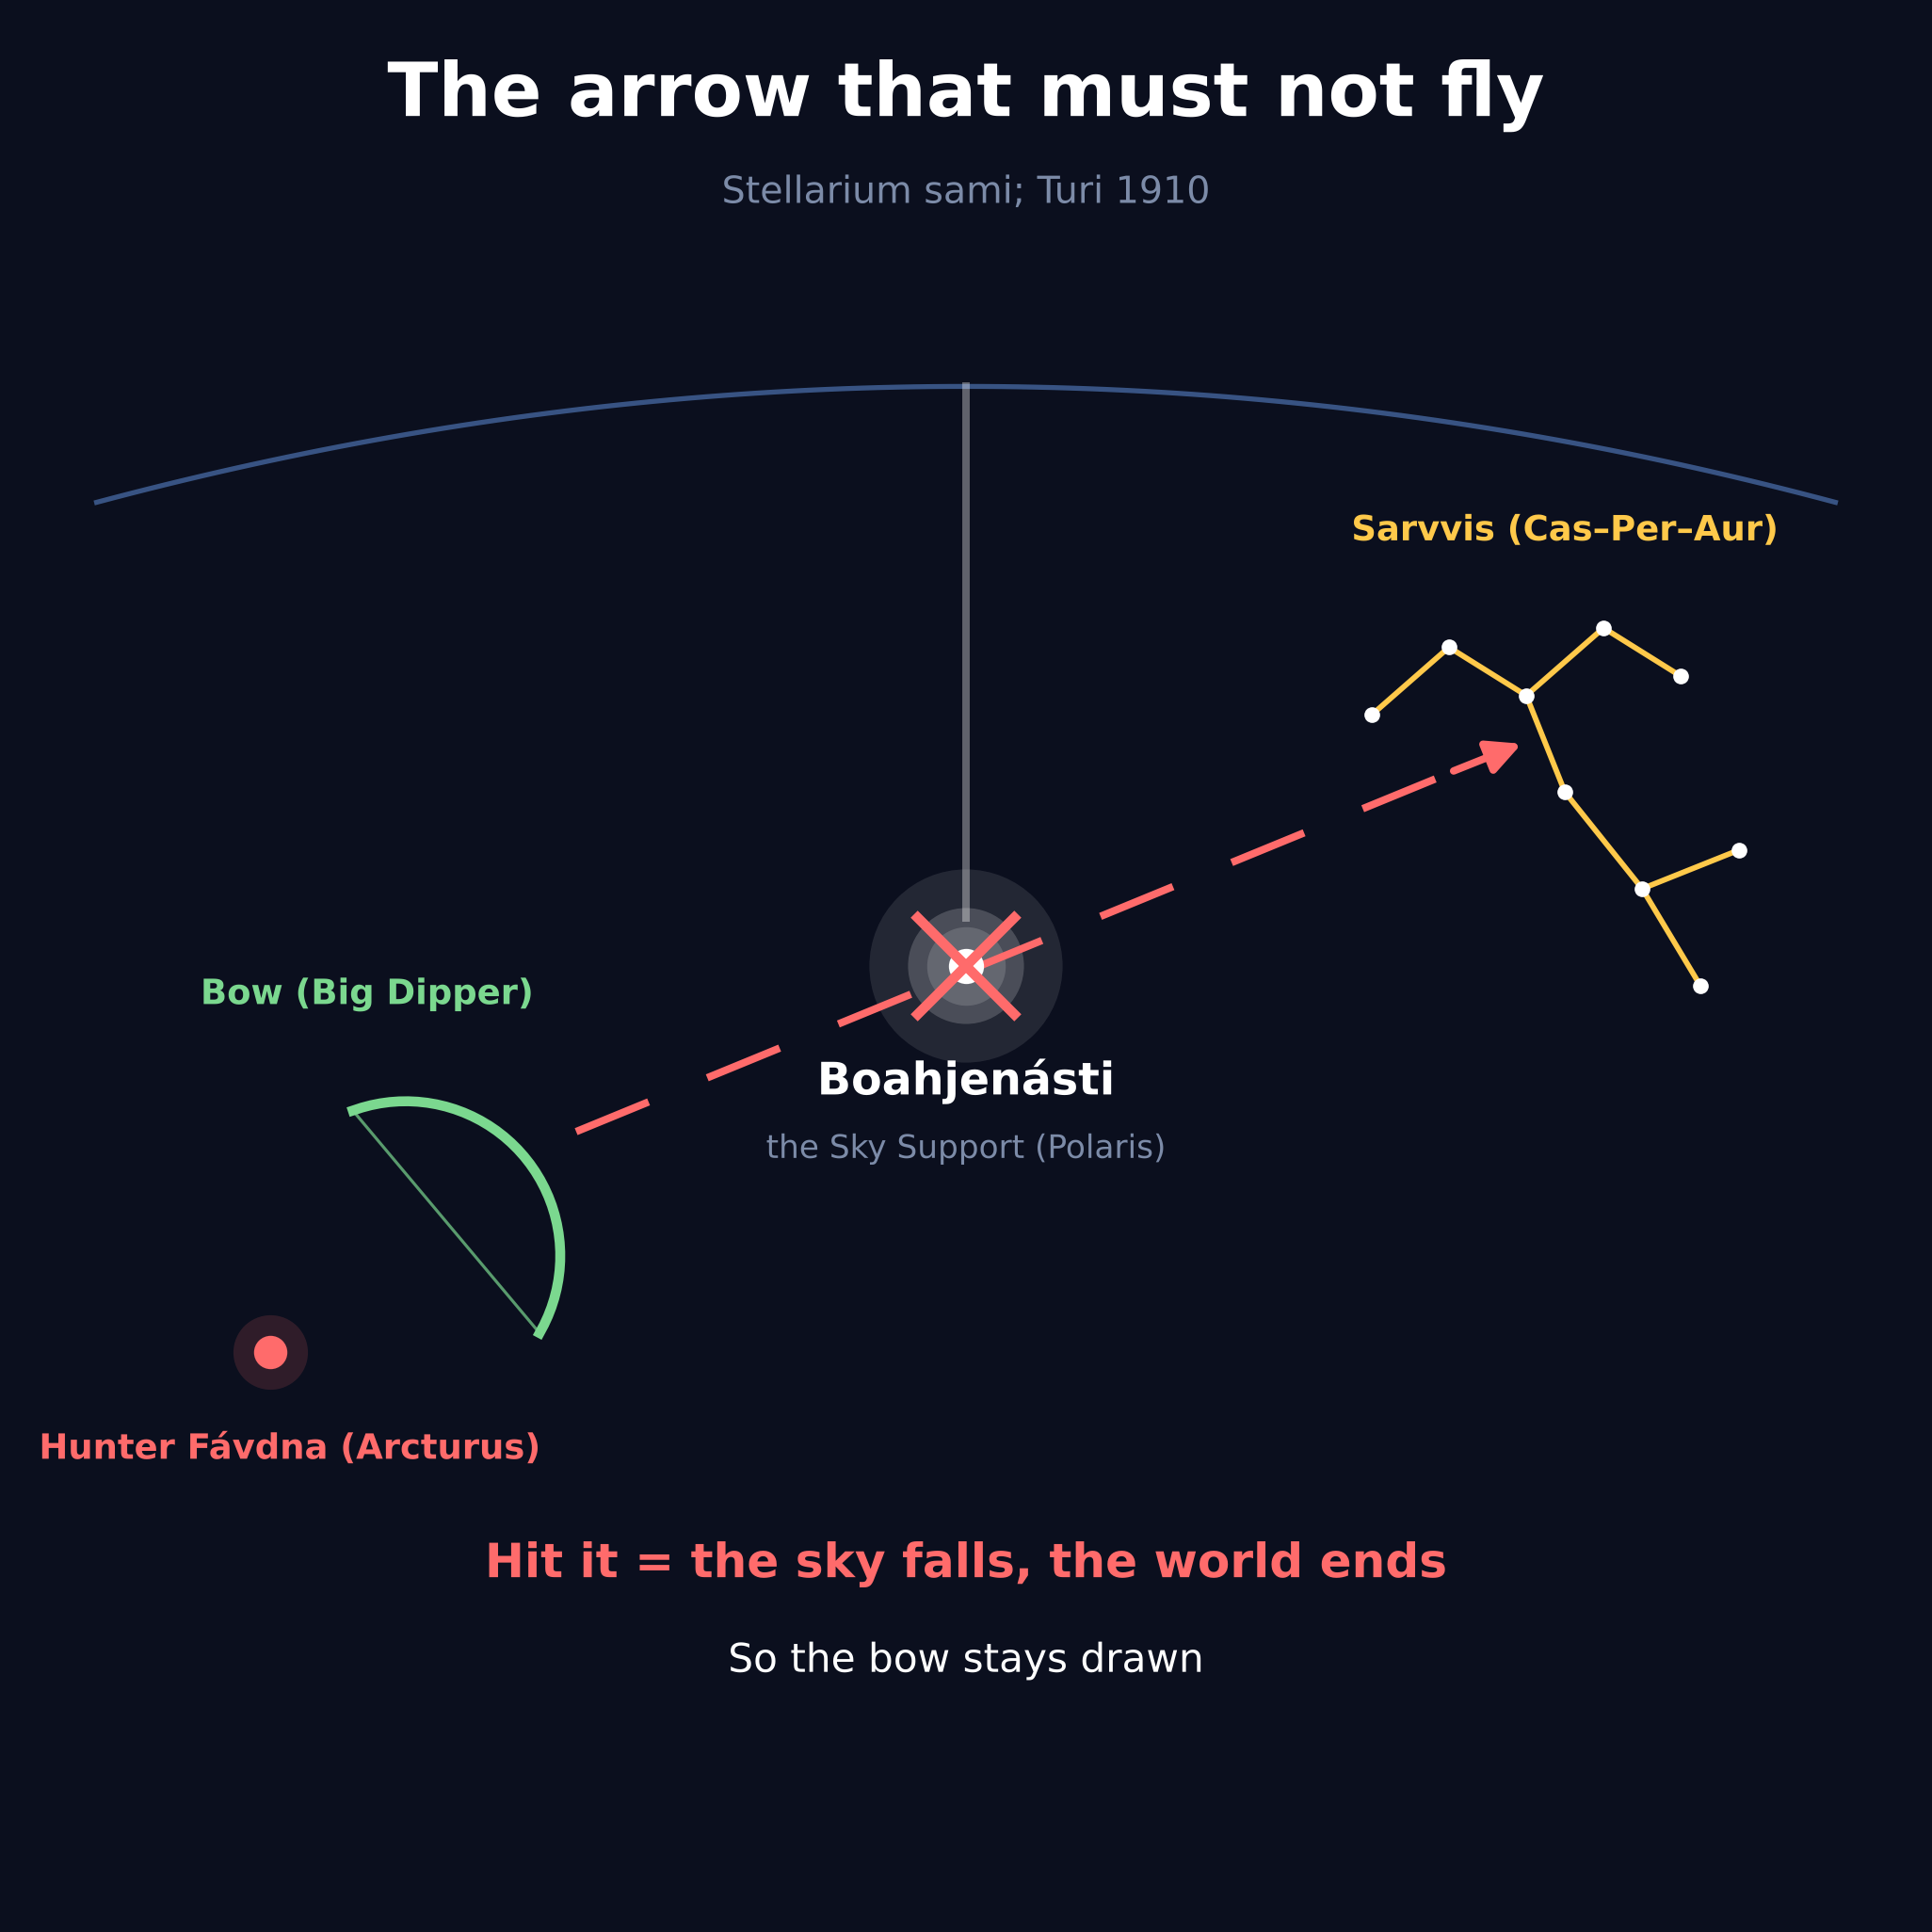 The arrow that must not fly
Stellarium sami; Turi 1910
Sarvvis (Cas–Per–Aur)
Bow (Big Dipper)
Boahjenásti
the Sky Support (Polaris)
Hunter Fávdna (Arcturus)
Hit it = the sky falls, the world ends
So the bow stays drawn